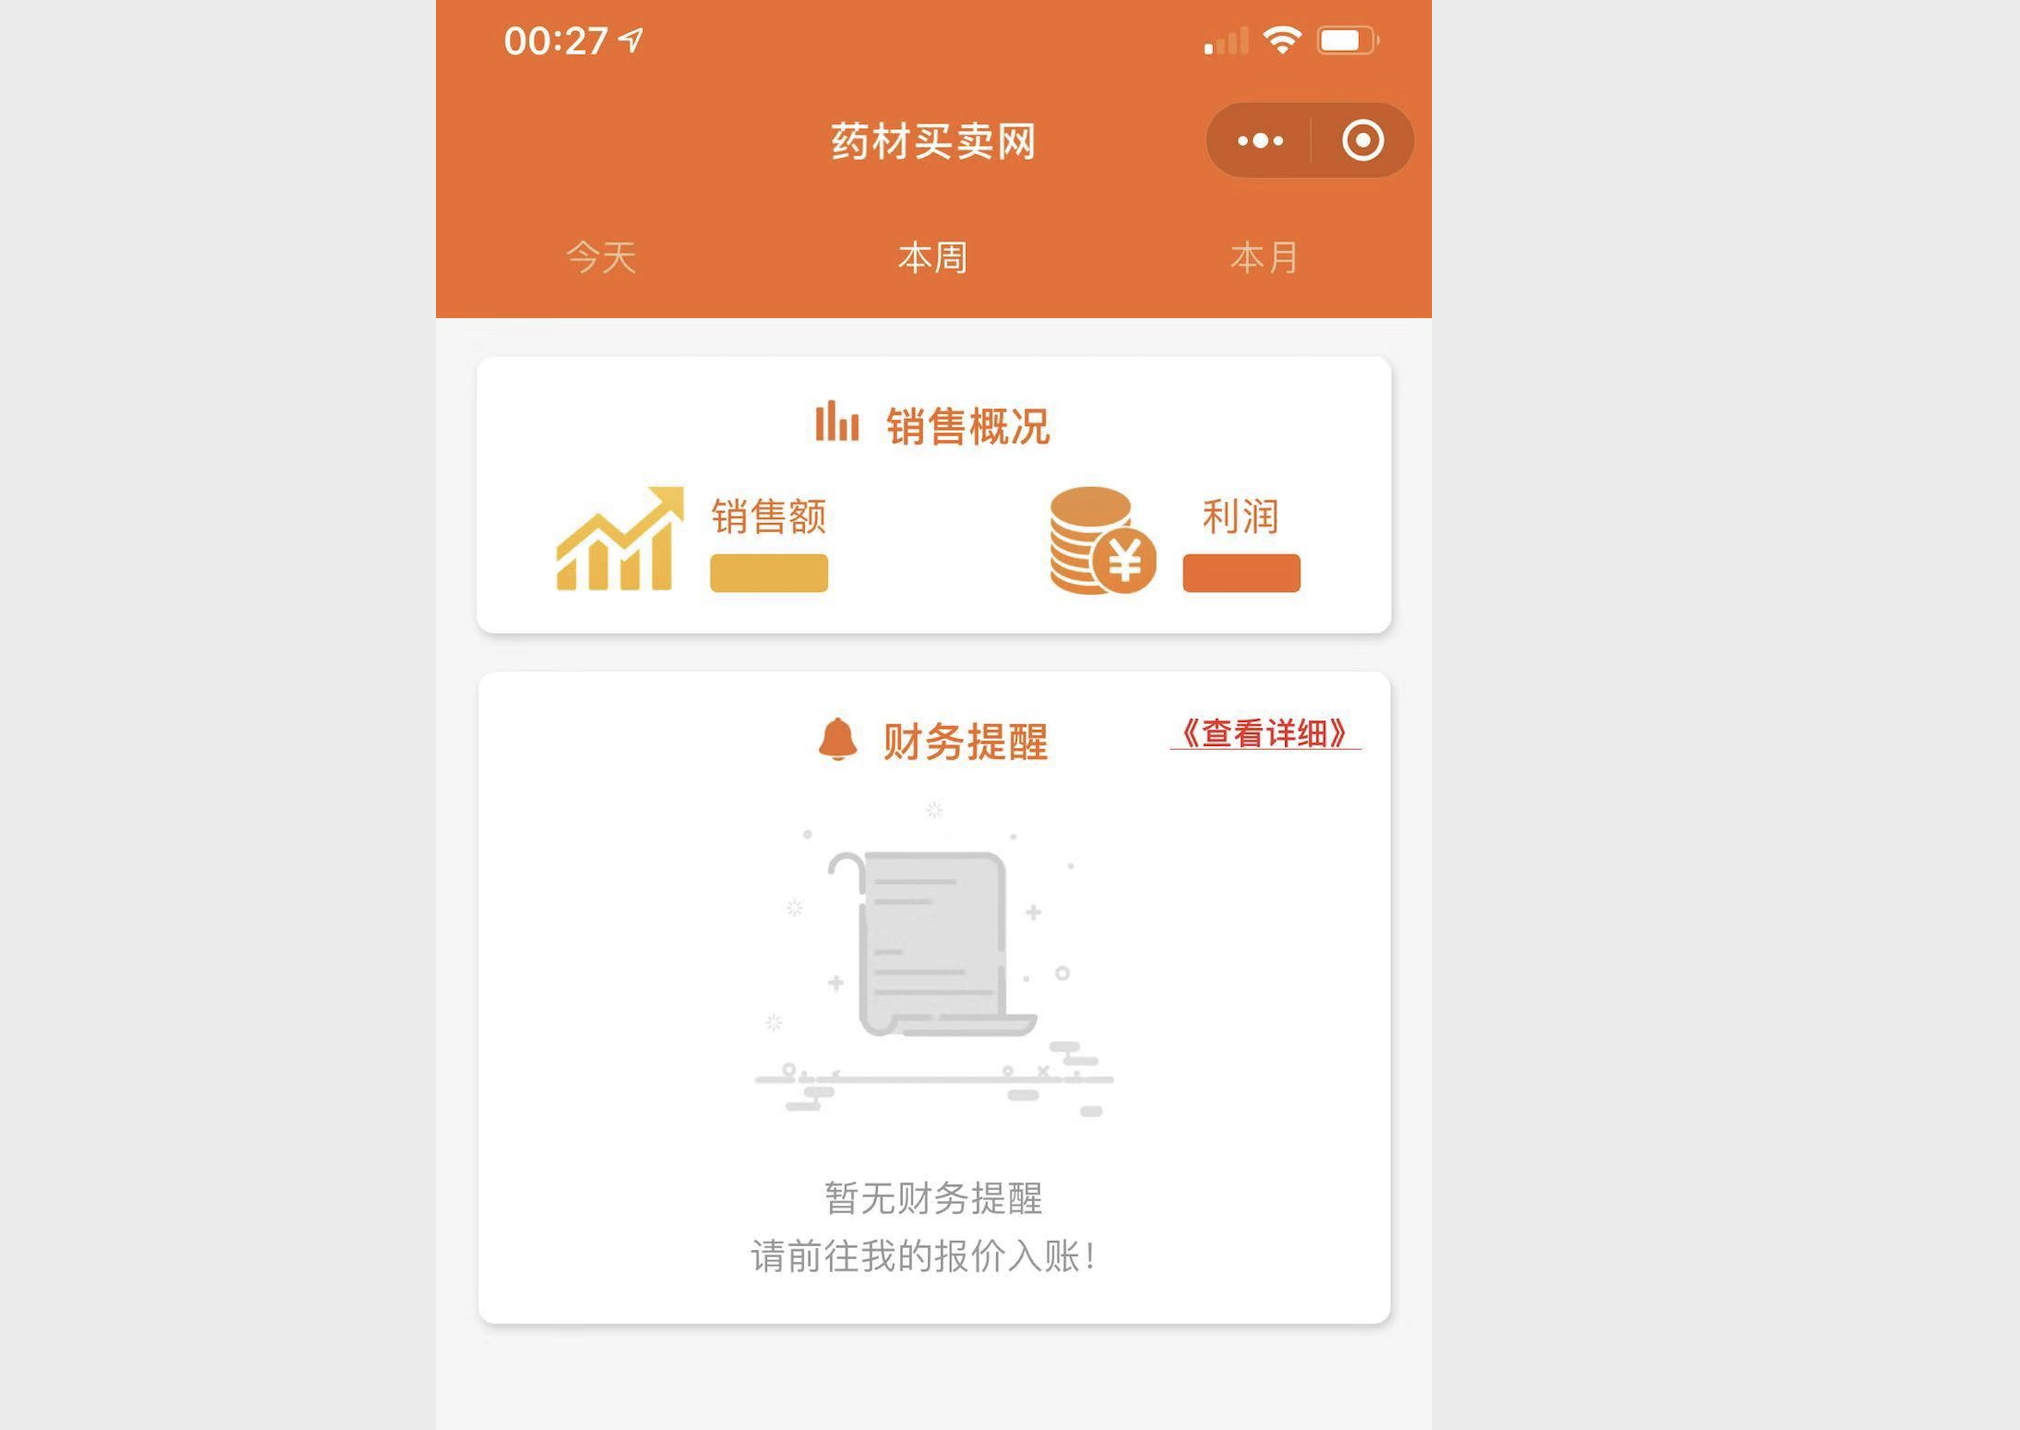 00:27
药材买卖网
今天
本周
本月
销售概况
销售额
利润
财务提醒
《查看详细》
暂无财务提醒
请前往我的报价入账！